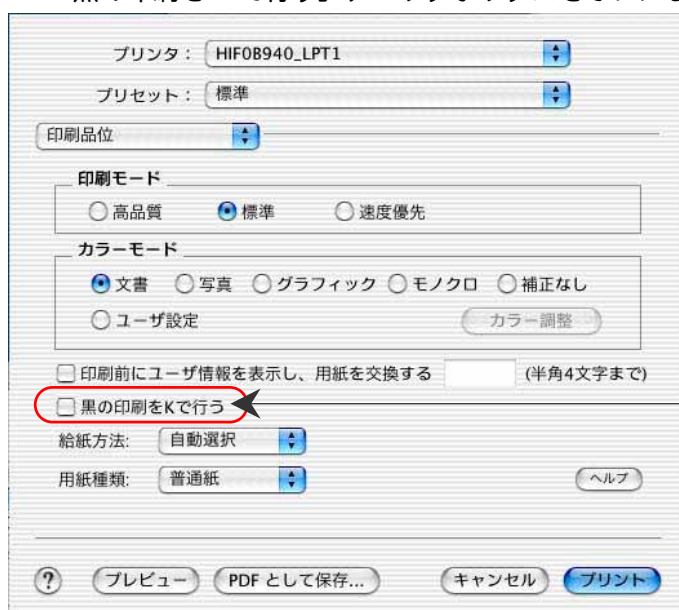 プリンタ： HIF0B940_LPT1
プリセット： 標準
印刷品位
印刷モード
高品質 標準 速度優先
カラーモード
文書 写真 グラフィック モノクロ 補正なし
ユーザ設定 カラー調整
印刷前にユーザ情報を表示し、用紙を交換する (半角4文字まで)
黒の印刷をKで行う
給紙方法: 自動選択
用紙種類: 普通紙 ヘルプ
? プレビュー PDF として保存... キャンセル プリント